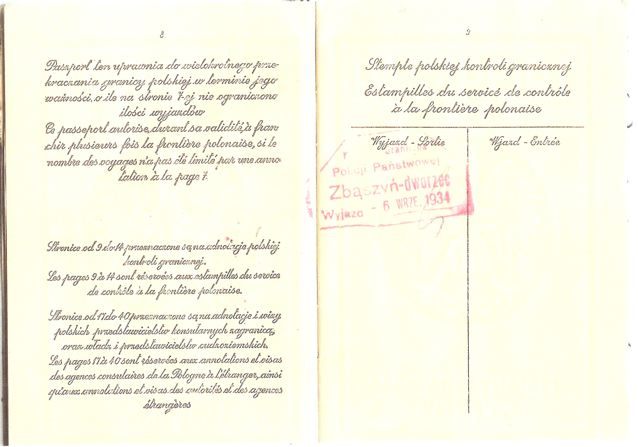 8
Paszport ten uprawnia do wielokrotnego prze-
kraczania granicy polskiej w terminie jego
ważności, o ile na stronie 7-ej nie ograniczono
ilości wyjazdów
Ce passeport autorise, durant sa validité, à fran-
chir plusieurs fois la frontière polonaise, si le
nombre des voyages n'a pas été limité par une anno-
tation à la page 7.
Stronice od 9 do 14 przeznaczone są na adnotacje polskiej
kontroli granicznej.
Les pages 9 à 14 sont réservées aux estampilles du service
de contrôle à la frontière polonaise.
Stronice od 17 do 40 przeznaczone są na adnotacje i wizy
polskich przedstawicielstw konsularnych zagranicą,
oraz władz i przedstawicielstw cudzoziemskich.
Les pages 17 à 40 sont réservées aux annotations et visas
des agences consulaires de la Pologne à l'étranger, ainsi
qu'aux annotations et visas des autorités et des agences
étrangères
9
Stemple polskiej kontroli granicznej
Estampilles du service de contrôle
à la frontière polonaise
Wyjazd - Sortie
Wjazd - Entrée
Policji Państwowej
Zbąszyń-dworzec
Wyjazd - 6 WRZE. 1934